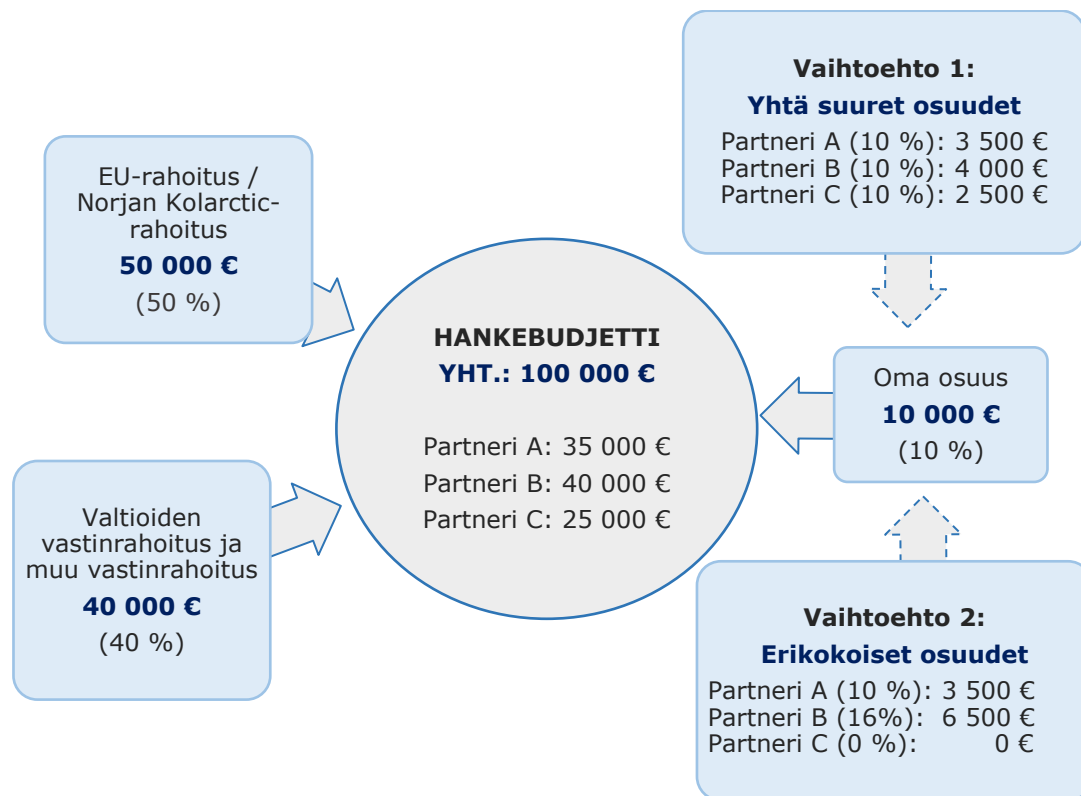 EU-rahoitus /
Norjan Kolarctic-
rahoitus
50 000 €
(50 %)
Valtioiden
vastinrahoitus ja
muu vastinrahoitus
40 000 €
(40 %)
HANKEBUDJETTI
YHT.: 100 000 €
Partneri A: 35 000 €
Partneri B: 40 000 €
Partneri C: 25 000 €
Vaihtoehto 1:
Yhtä suuret osuudet
Partneri A (10 %): 3 500 €
Partneri B (10 %): 4 000 €
Partneri C (10 %): 2 500 €
Oma osuus
10 000 €
(10 %)
Vaihtoehto 2:
Erikokoiset osuudet
Partneri A (10 %): 3 500 €
Partneri B (16%): 6 500 €
Partneri C (0 %): 0 €